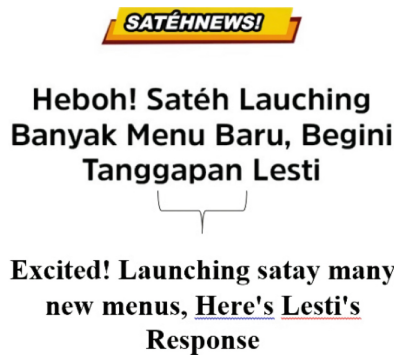 SATÉHNEWS!
Heboh! Satéh Lauching
Banyak Menu Baru, Begini
Tanggapan Lesti
Excited! Launching satay many
new menus, Here's Lesti's
Response